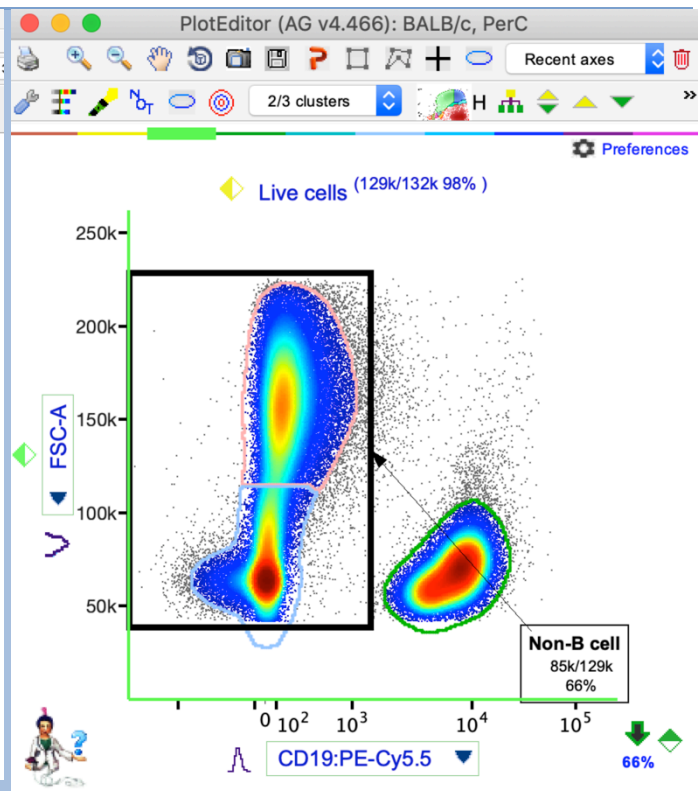 PlotEditor (AG v4.466): BALB/c, PerC
Recent axes
NOT
2/3 clusters
H
»
Preferences
Live cells (129k/132k 98% )
250k
200k
150k
100k
50k
FSC-A
Non-B cell
85k/129k
66%
0 10² 10³ 10⁴ 10⁵
CD19:PE-Cy5.5
66%